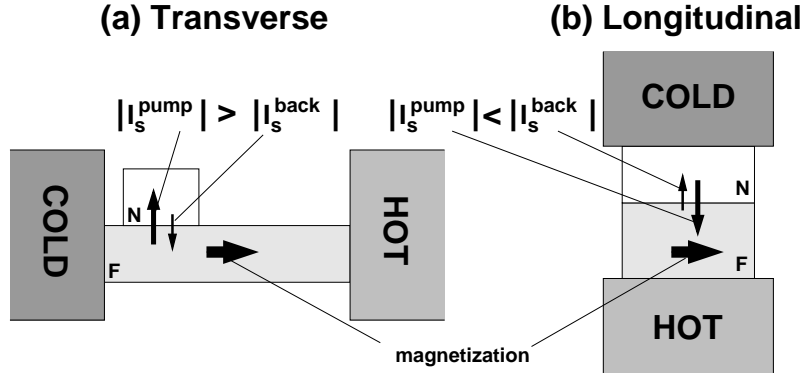 (a) Transverse
(b) Longitudinal
|I_s^pump| > |I_s^back|
|I_s^pump| < |I_s^back|
COLD
N
F
HOT
COLD
N
F
HOT
magnetization